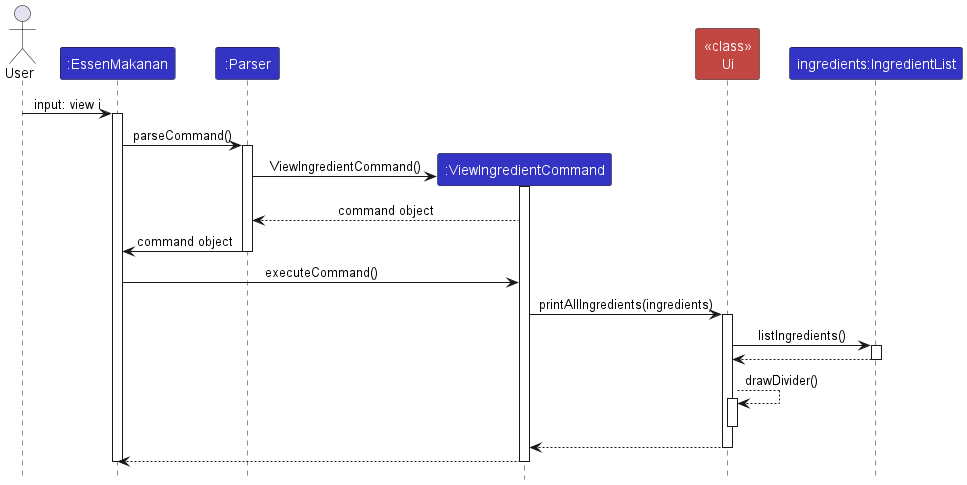 User
:EssenMakanan
:Parser
«class»
Ui
ingredients:IngredientList
input: view i
parseCommand()
ViewIngredientCommand()
:ViewIngredientCommand
command object
command object
executeCommand()
printAllIngredients(ingredients)
listIngredients()
drawDivider()